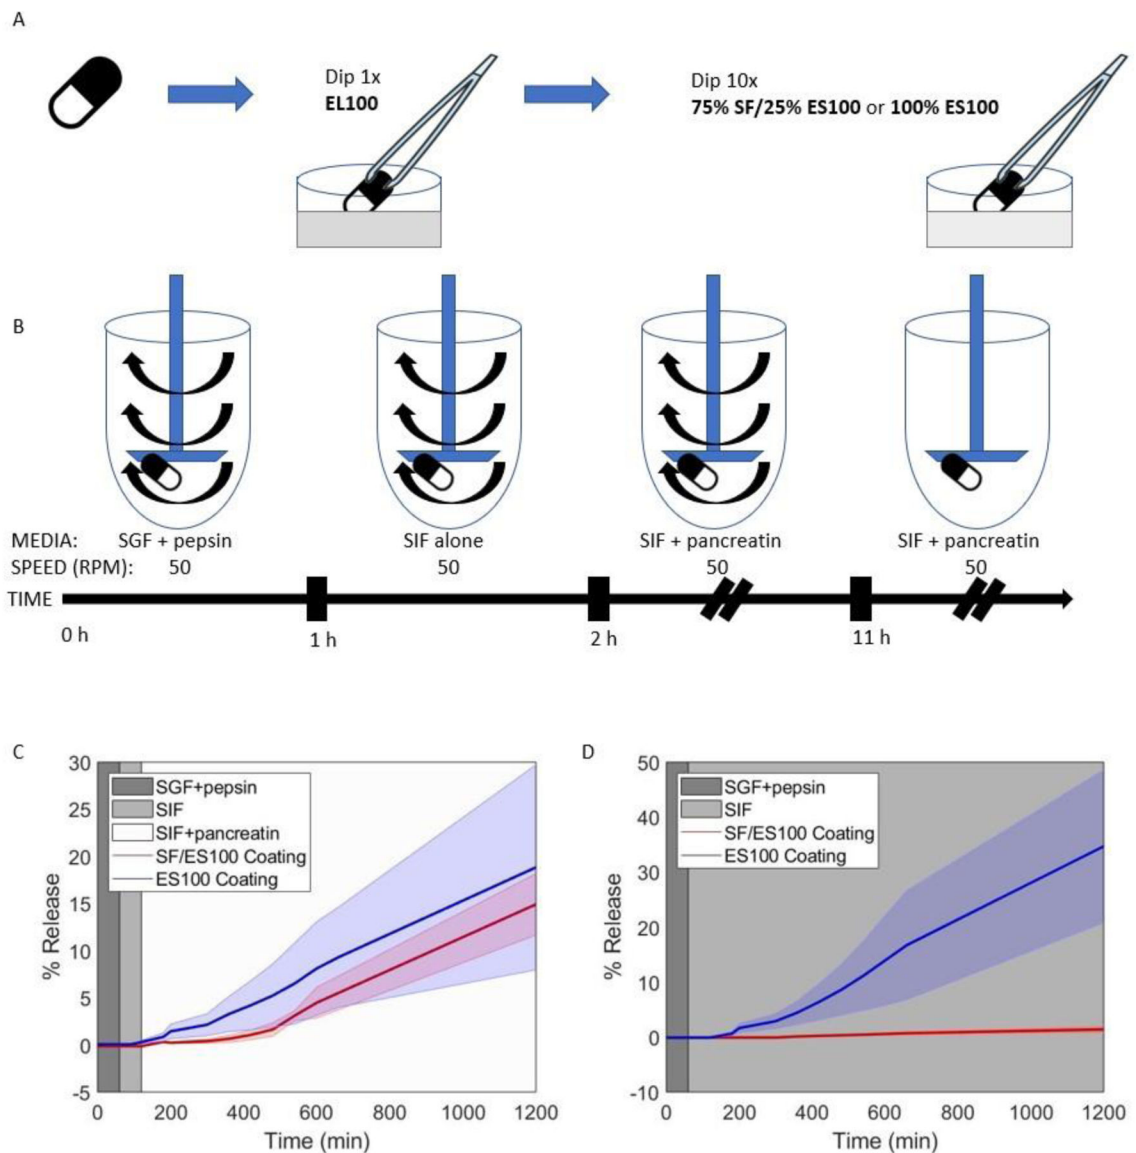 A
Dip 1x
EL100
Dip 10x
75% SF/25% ES100 or 100% ES100
B
MEDIA: SGF + pepsin SIF alone SIF + pancreatin SIF + pancreatin
SPEED (RPM): 50 50 50 50
TIME
0 h 1 h 2 h 11 h
C
30
25
20
15
10
5
0
-5
% Release
SGF+pepsin
SIF
SIF+pancreatin
SF/ES100 Coating
ES100 Coating
0 200 400 600 800 1000 1200
Time (min)
D
50
40
30
20
10
0
-10
% Release
SGF+pepsin
SIF
SF/ES100 Coating
ES100 Coating
0 200 400 600 800 1000 1200
Time (min)